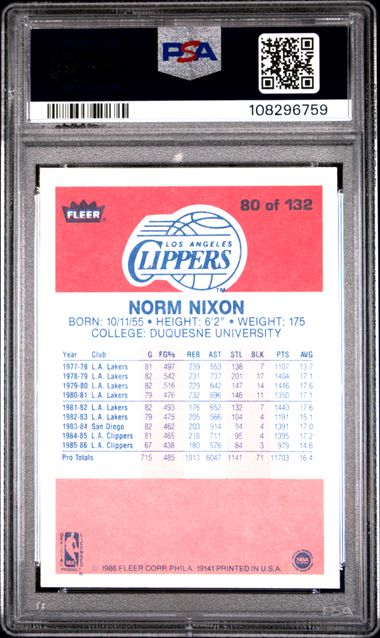 PSA
108296759
FLEER
80 of 132
LOS ANGELES
CLIPPERS
TM
NORM NIXON
BORN: 10/11/55 • HEIGHT: 6'2" • WEIGHT: 175
COLLEGE: DUQUESNE UNIVERSITY
Year Club G FG% REB AST STL BLK PTS AVG
1977-78 L.A. Lakers 81 .497 239 553 138 7 1107 13.7
1978-79 L.A. Lakers 82 .542 231 737 201 17 1404 17.1
1979-80 L.A. Lakers 82 .516 229 642 147 14 1446 17.6
1980-81 L.A. Lakers 79 .476 232 696 146 11 1350 17.1
1981-82 L.A. Lakers 82 .493 176 652 132 7 1440 17.6
1982-83 L.A. Lakers 79 .475 205 566 104 4 1191 15.1
1983-84 San Diego 82 .462 203 914 94 4 1391 17.0
1984-85 L.A. Clippers 81 .465 218 711 95 4 1395 17.2
1985-86 L.A. Clippers 67 .438 180 576 84 3 979 14.6
Pro Totals 715 .485 1913 6047 1141 71 11703 16.4
© 1986 FLEER CORP. PHILA. 19141 PRINTED IN U.S.A.
NBA
PSA